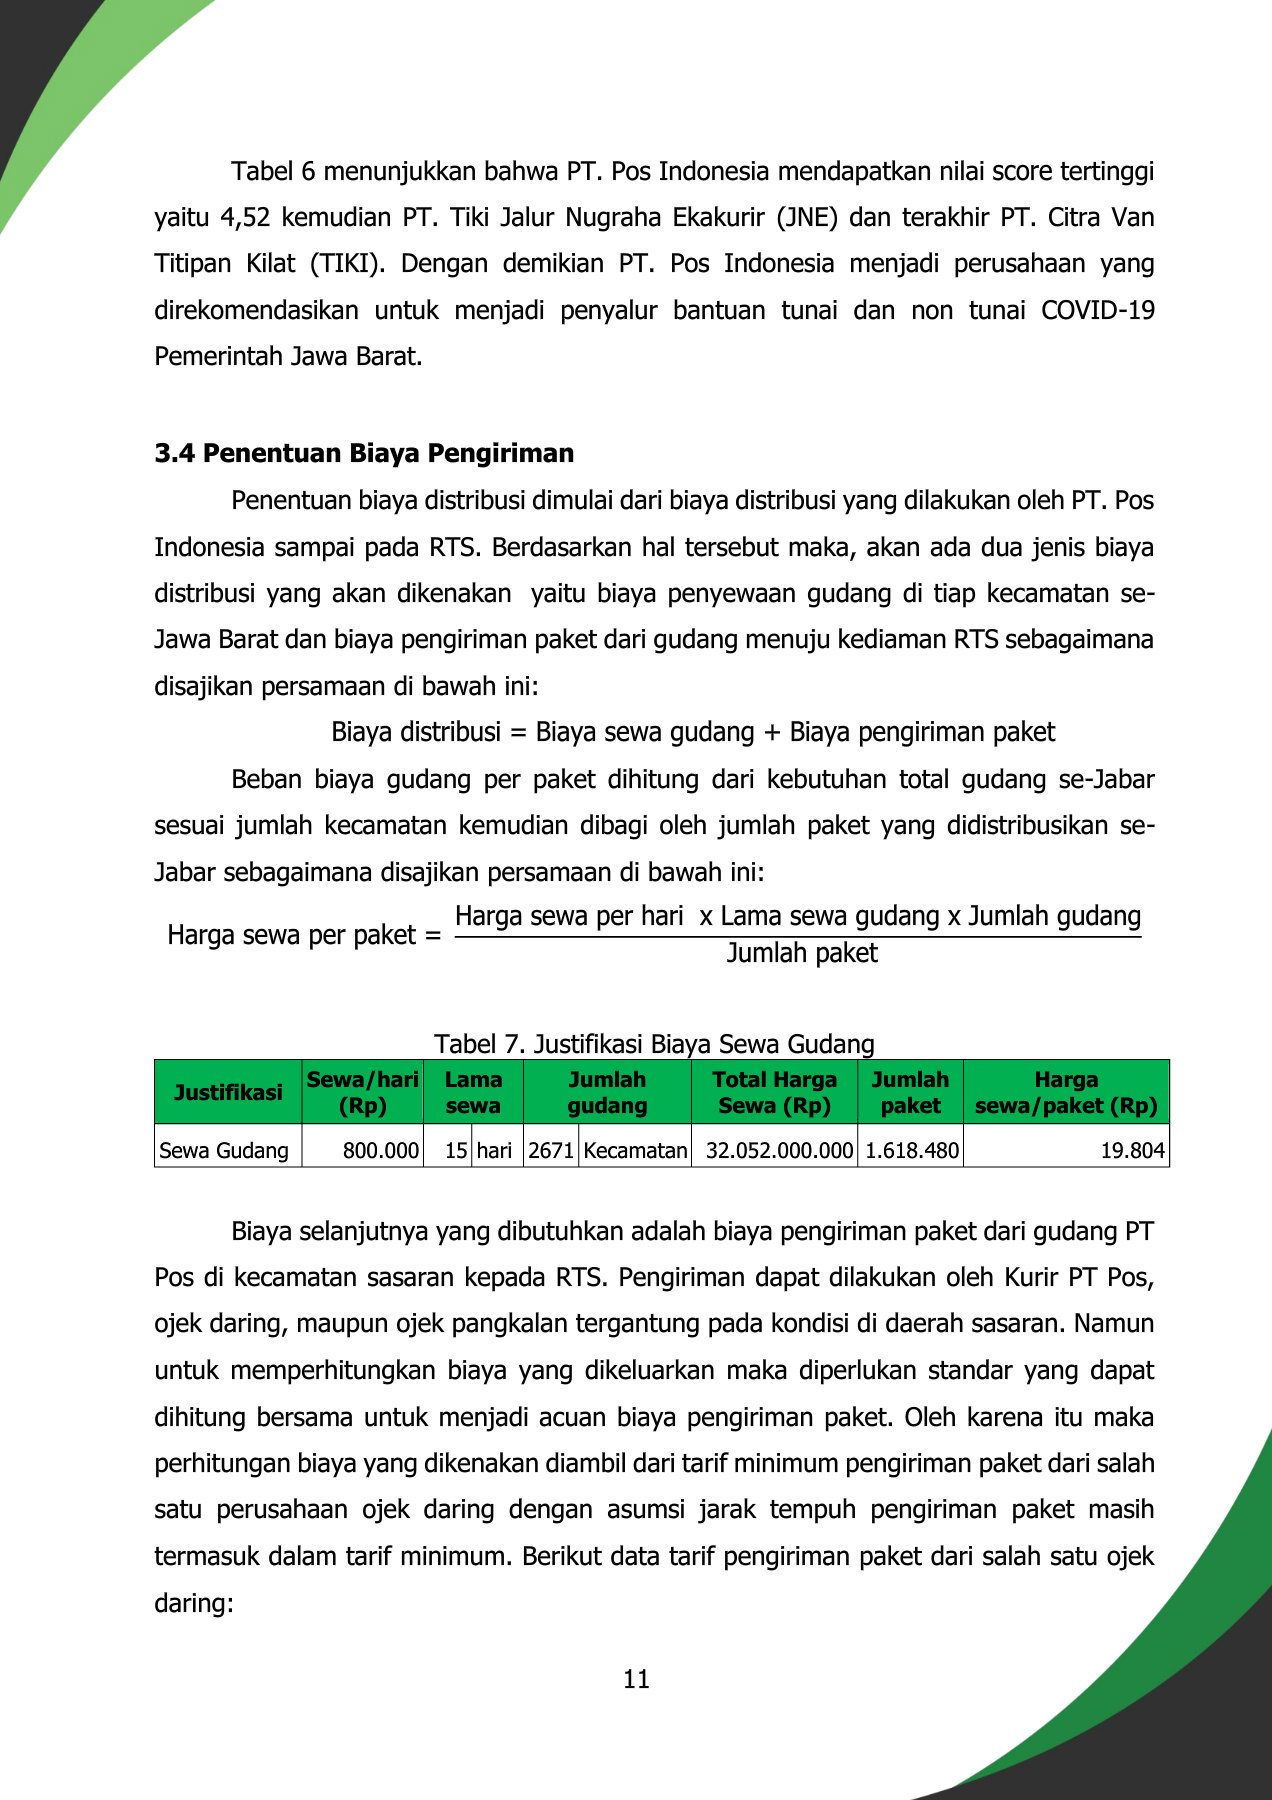 Tabel 6 menunjukkan bahwa PT. Pos Indonesia mendapatkan nilai score tertinggi
yaitu 4,52 kemudian PT. Tiki Jalur Nugraha Ekakurir (JNE) dan terakhir PT. Citra Van
Titipan Kilat (TIKI). Dengan demikian PT. Pos Indonesia menjadi perusahaan yang
direkomendasikan untuk menjadi penyalur bantuan tunai dan non tunai COVID-19
Pemerintah Jawa Barat.
3.4 Penentuan Biaya Pengiriman
Penentuan biaya distribusi dimulai dari biaya distribusi yang dilakukan oleh PT. Pos
Indonesia sampai pada RTS. Berdasarkan hal tersebut maka, akan ada dua jenis biaya
distribusi yang akan dikenakan  yaitu biaya penyewaan gudang di tiap kecamatan se-
Jawa Barat dan biaya pengiriman paket dari gudang menuju kediaman RTS sebagaimana
disajikan persamaan di bawah ini:
Biaya distribusi = Biaya sewa gudang + Biaya pengiriman paket
Beban biaya gudang per paket dihitung dari kebutuhan total gudang se-Jabar
sesuai jumlah kecamatan kemudian dibagi oleh jumlah paket yang didistribusikan se-
Jabar sebagaimana disajikan persamaan di bawah ini:
Harga sewa per paket = Harga sewa per hari  x Lama sewa gudang x Jumlah gudang
Jumlah paket
Tabel 7. Justifikasi Biaya Sewa Gudang
Justifikasi Sewa/hari (Rp) Lama sewa Jumlah gudang Total Harga Sewa (Rp) Jumlah paket Harga sewa/paket (Rp)
Sewa Gudang 800.000 15 hari 2671 Kecamatan 32.052.000.000 1.618.480 19.804
Biaya selanjutnya yang dibutuhkan adalah biaya pengiriman paket dari gudang PT
Pos di kecamatan sasaran kepada RTS. Pengiriman dapat dilakukan oleh Kurir PT Pos,
ojek daring, maupun ojek pangkalan tergantung pada kondisi di daerah sasaran. Namun
untuk memperhitungkan biaya yang dikeluarkan maka diperlukan standar yang dapat
dihitung bersama untuk menjadi acuan biaya pengiriman paket. Oleh karena itu maka
perhitungan biaya yang dikenakan diambil dari tarif minimum pengiriman paket dari salah
satu perusahaan ojek daring dengan asumsi jarak tempuh pengiriman paket masih
termasuk dalam tarif minimum. Berikut data tarif pengiriman paket dari salah satu ojek
daring:
11